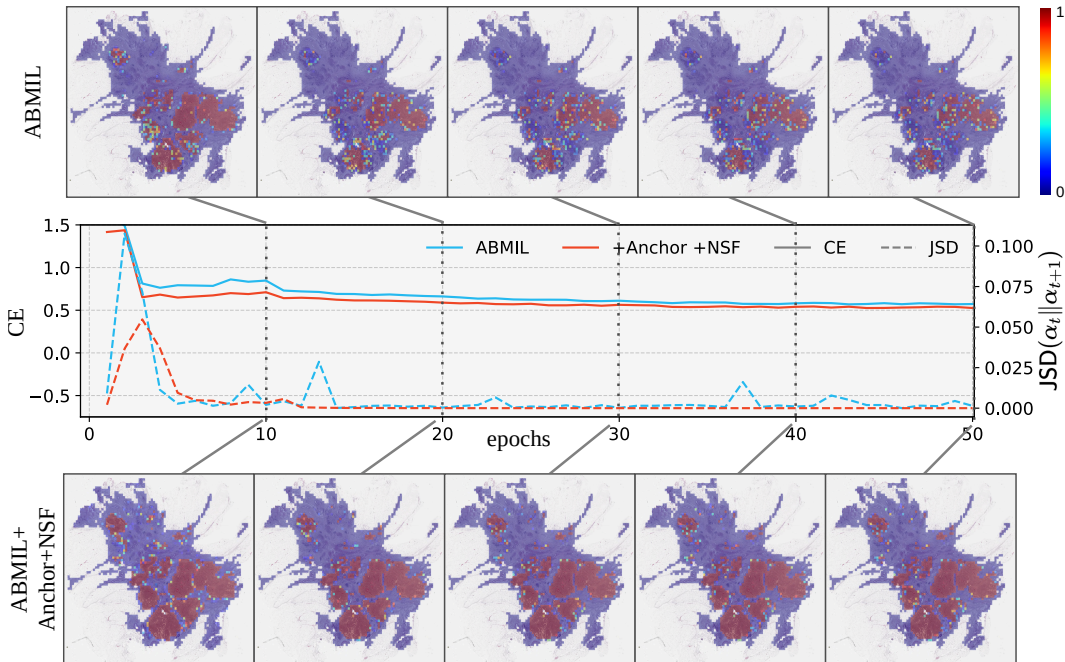 1
ABMIL
0
1.5
1.0
0.5
0.0
−0.5
CE
ABMIL
+Anchor +NSF
CE
JSD
0.100
0.075
0.050
0.025
0.000
JSD(α_t||α_{t+1})
0
10
20
30
40
50
epochs
ABMIL+
Anchor+NSF